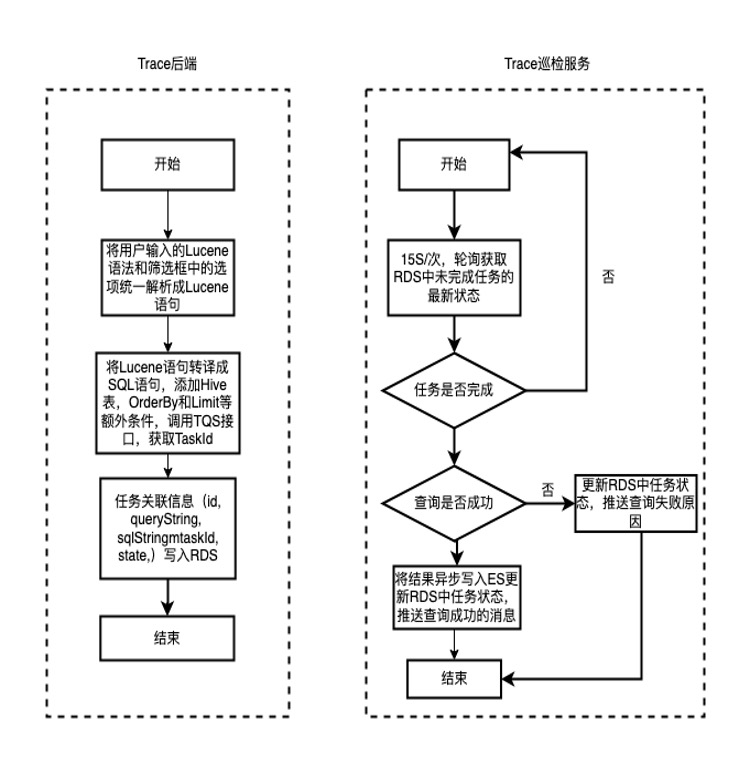 Trace后端
开始
将用户输入的Lucene
语法和筛选框中的选
项统一解析成Lucene
语句
将Lucene语句转译成
SQL语句，添加Hive
表，OrderBy和Limit等
额外条件，调用TQS接
口，获取TaskId
任务关联信息（id,
queryString,
sqlStringmtaskId,
state,）写入RDS
结束
Trace巡检服务
开始
15S/次，轮询获取
RDS中未完成任务的
最新状态
否
任务是否完成
查询是否成功
否
更新RDS中任务状
态，推送查询失败原
因
将结果异步写入ES更
新RDS中任务状态，
推送查询成功的消息
结束